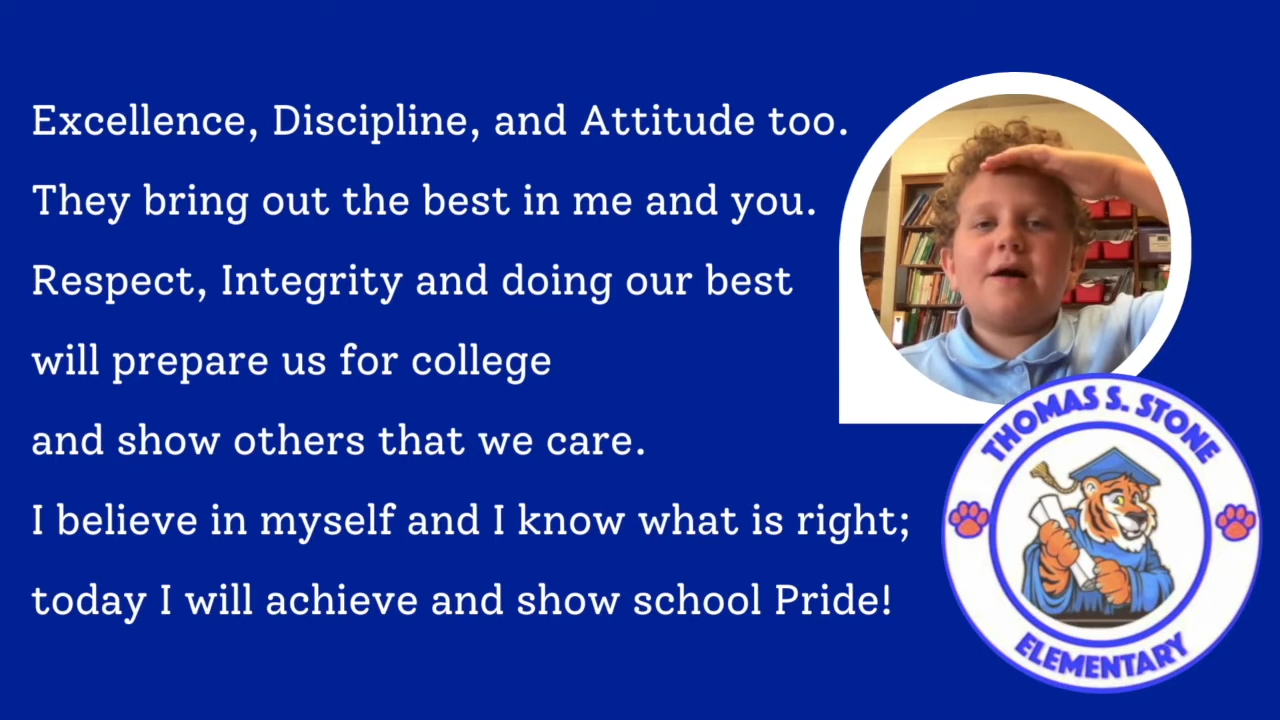 Excellence, Discipline, and Attitude too.
They bring out the best in me and you.
Respect, Integrity and doing our best
will prepare us for college
and show others that we care.
I believe in myself and I know what is right;
today I will achieve and show school Pride!
THOMAS S. STONE
ELEMENTARY